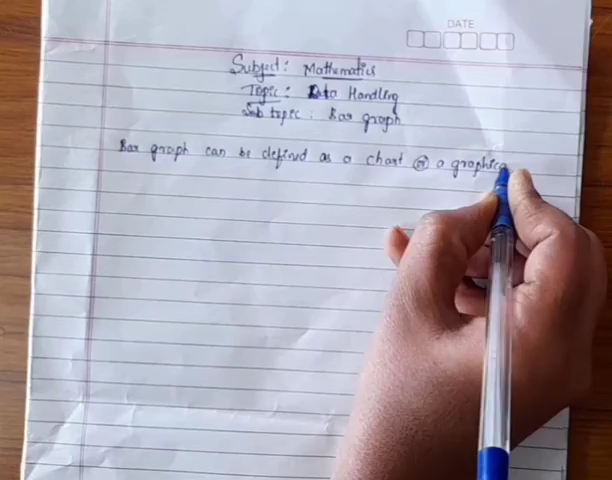 DATE
Subject: Mathematics
Topic: Data Handling
Sub topic: Bar graph
Bar graph can be defined as a chart or a graphica